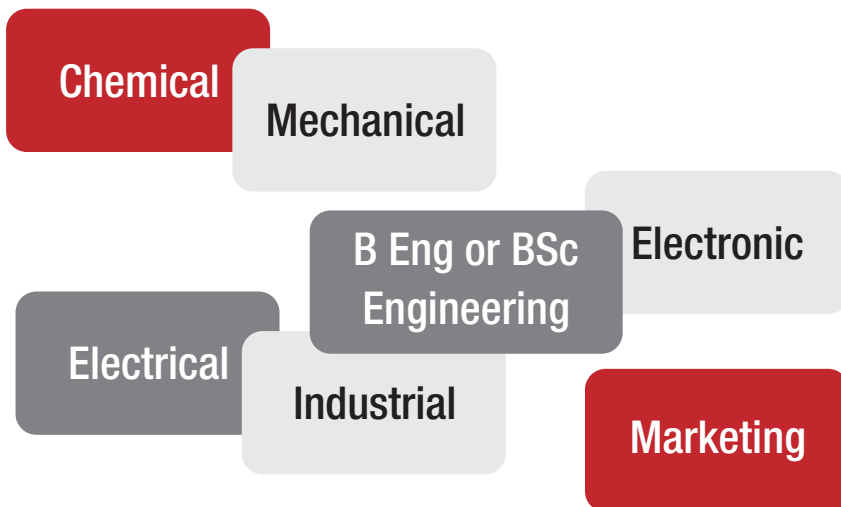 Chemical
Mechanical
B Eng or BSc
Engineering
Electronic
Electrical
Industrial
Marketing